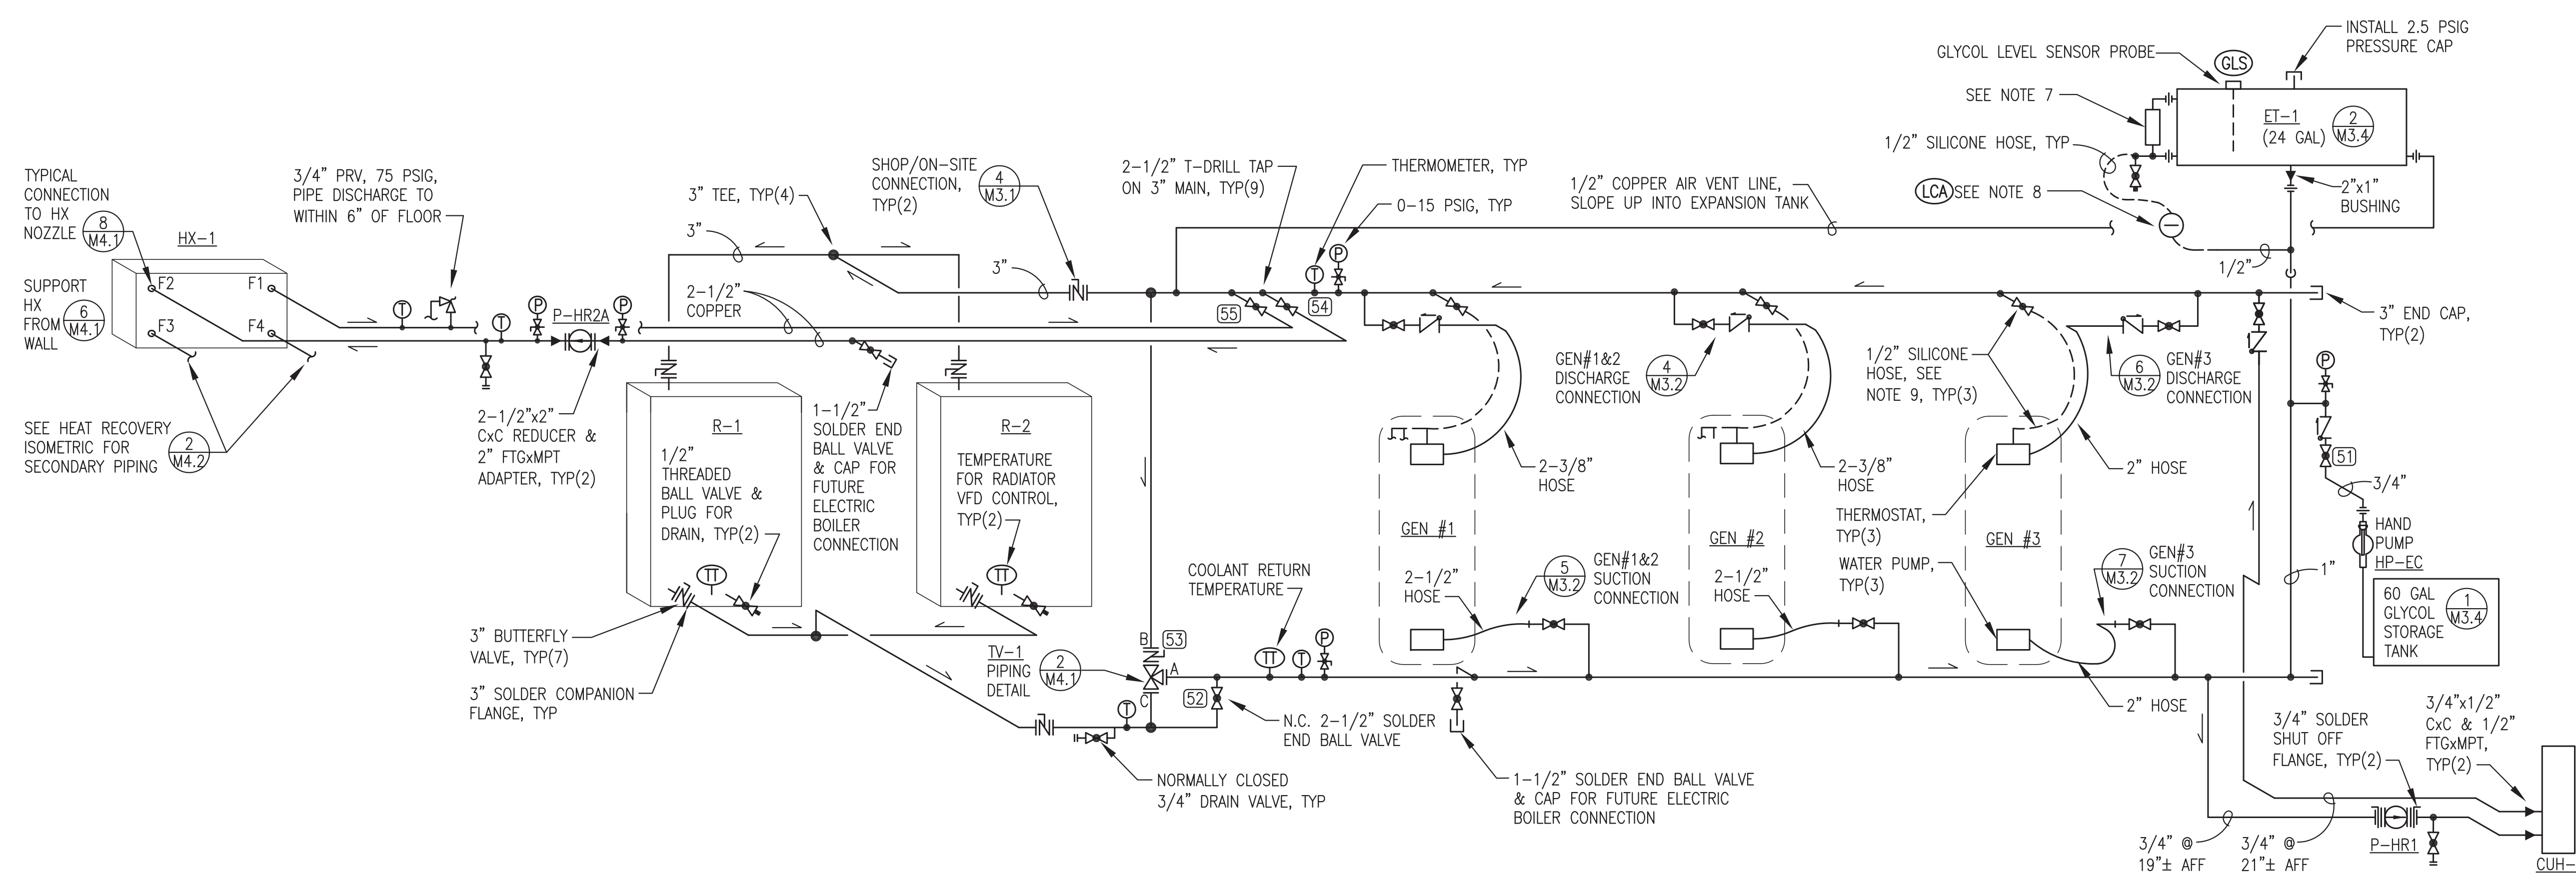 INSTALL 2.5 PSIG
PRESSURE CAP
GLYCOL LEVEL SENSOR PROBE
GLS
SEE NOTE 7
ET-1
(24 GAL)
2
M3.4
1/2" SILICONE HOSE, TYP
LCA
SEE NOTE 8
2"x1"
BUSHING
1/2"
TYPICAL
CONNECTION
TO HX
NOZZLE
8
M4.1
HX-1
3/4" PRV, 75 PSIG,
PIPE DISCHARGE TO
WITHIN 6" OF FLOOR
3" TEE, TYP(4)
3"
SHOP/ON-SITE
CONNECTION,
TYP(2)
4
M3.1
3"
2-1/2" T-DRILL TAP
ON 3" MAIN, TYP(9)
THERMOMETER, TYP
0-15 PSIG, TYP
1/2" COPPER AIR VENT LINE,
SLOPE UP INTO EXPANSION TANK
F2
F1
F3
F4
SUPPORT
HX
FROM
WALL
6
M4.1
T
T
P
P-HR2A
P
2-1/2"
COPPER
T
P
55
54
3" END CAP,
TYP(2)
SEE HEAT RECOVERY
ISOMETRIC FOR
SECONDARY PIPING
2
M4.2
2-1/2"x2"
CxC REDUCER &
2" FTGxMPT
ADAPTER, TYP(2)
R-1
1/2"
THREADED
BALL VALVE &
PLUG FOR
DRAIN, TYP(2)
TT
1-1/2"
SOLDER END
BALL VALVE
& CAP FOR
FUTURE
ELECTRIC
BOILER
CONNECTION
R-2
TEMPERATURE
FOR RADIATOR
VFD CONTROL,
TYP(2)
TT
GEN#1&2
DISCHARGE
CONNECTION
4
M3.2
1/2" SILICONE
HOSE, SEE
NOTE 9, TYP(3)
6
M3.2
GEN#3
DISCHARGE
CONNECTION
P
2-3/8"
HOSE
2-3/8"
HOSE
2" HOSE
51
3/4"
THERMOSTAT,
TYP(3)
GEN #1
GEN #2
GEN #3
HAND
PUMP
HP-EC
WATER PUMP,
TYP(3)
COOLANT RETURN
TEMPERATURE
2-1/2"
HOSE
5
M3.2
GEN#1&2
SUCTION
CONNECTION
2-1/2"
HOSE
7
M3.2
GEN#3
SUCTION
CONNECTION
1"
60 GAL
GLYCOL
STORAGE
TANK
1
M3.4
3" BUTTERFLY
VALVE, TYP(7)
3" SOLDER COMPANION
FLANGE, TYP
TV-1
PIPING
DETAIL
2
M4.1
B
53
A
C
52
TT
T
P
T
N.C. 2-1/2" SOLDER
END BALL VALVE
NORMALLY CLOSED
3/4" DRAIN VALVE, TYP
1-1/2" SOLDER END BALL VALVE
& CAP FOR FUTURE ELECTRIC
BOILER CONNECTION
2" HOSE
3/4" SOLDER
SHUT OFF
FLANGE, TYP(2)
3/4"x1/2"
CxC & 1/2"
FTGxMPT,
TYP(2)
3/4" @
19"± AFF
3/4" @
21"± AFF
P-HR1
CUH-